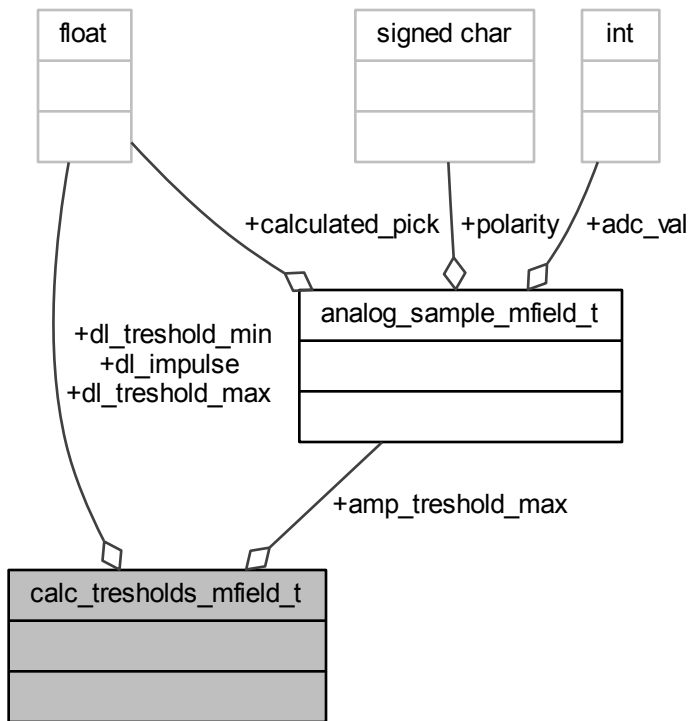 float
signed char
int
+calculated_pick
+polarity
+adc_val
analog_sample_mfield_t
+dl_treshold_min
+dl_impulse
+dl_treshold_max
+amp_treshold_max
calc_tresholds_mfield_t